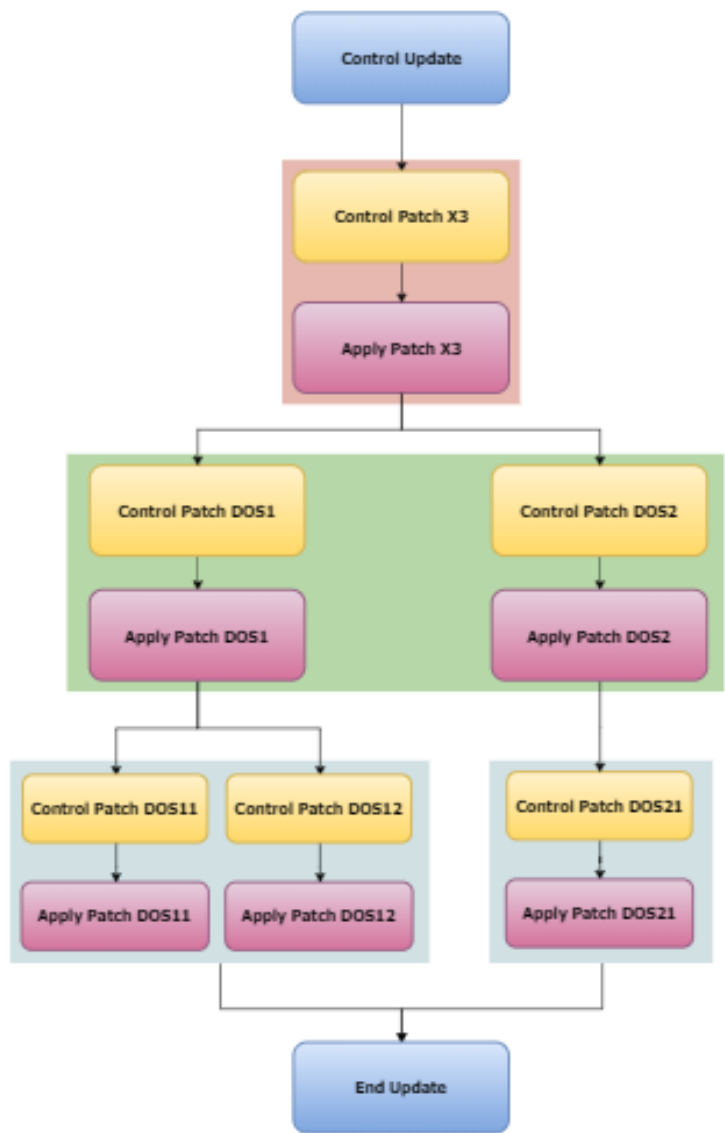 Control Update
Control Patch X3
Apply Patch X3
Control Patch DOS1
Control Patch DOS2
Apply Patch DOS1
Apply Patch DOS2
Control Patch DOS11
Control Patch DOS12
Control Patch DOS21
Apply Patch DOS11
Apply Patch DOS12
Apply Patch DOS21
End Update